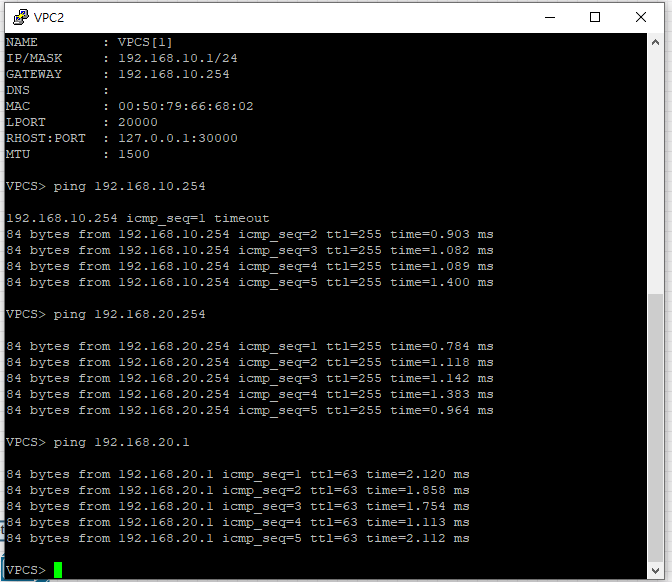 VPC2
NAME        : VPCS[1]
IP/MASK     : 192.168.10.1/24
GATEWAY     : 192.168.10.254
DNS         :
MAC         : 00:50:79:66:68:02
LPORT       : 20000
RHOST:PORT  : 127.0.0.1:30000
MTU         : 1500
VPCS> ping 192.168.10.254
192.168.10.254 icmp_seq=1 timeout
84 bytes from 192.168.10.254 icmp_seq=2 ttl=255 time=0.903 ms
84 bytes from 192.168.10.254 icmp_seq=3 ttl=255 time=1.082 ms
84 bytes from 192.168.10.254 icmp_seq=4 ttl=255 time=1.089 ms
84 bytes from 192.168.10.254 icmp_seq=5 ttl=255 time=1.400 ms
VPCS> ping 192.168.20.254
84 bytes from 192.168.20.254 icmp_seq=1 ttl=255 time=0.784 ms
84 bytes from 192.168.20.254 icmp_seq=2 ttl=255 time=1.118 ms
84 bytes from 192.168.20.254 icmp_seq=3 ttl=255 time=1.142 ms
84 bytes from 192.168.20.254 icmp_seq=4 ttl=255 time=1.383 ms
84 bytes from 192.168.20.254 icmp_seq=5 ttl=255 time=0.964 ms
VPCS> ping 192.168.20.1
84 bytes from 192.168.20.1 icmp_seq=1 ttl=63 time=2.120 ms
84 bytes from 192.168.20.1 icmp_seq=2 ttl=63 time=1.858 ms
84 bytes from 192.168.20.1 icmp_seq=3 ttl=63 time=1.754 ms
84 bytes from 192.168.20.1 icmp_seq=4 ttl=63 time=1.113 ms
84 bytes from 192.168.20.1 icmp_seq=5 ttl=63 time=2.112 ms
VPCS>